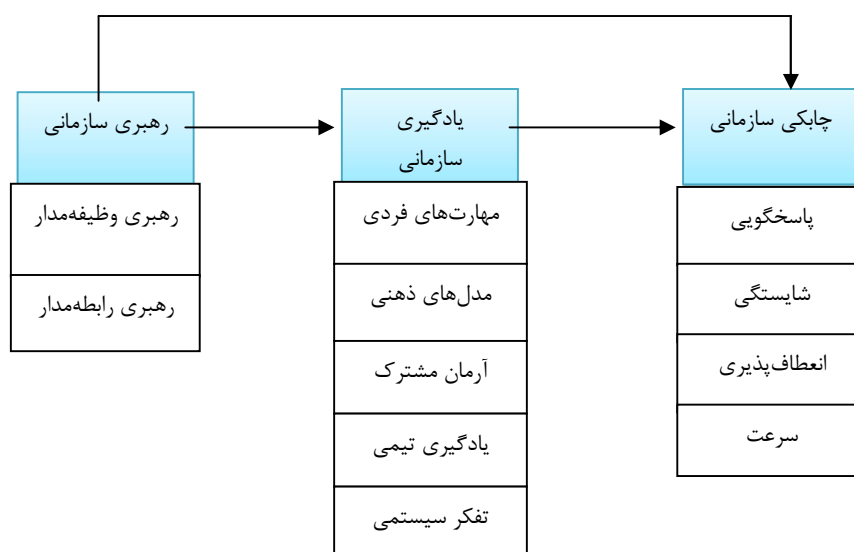 رهبری سازمانی
رهبری وظیفه‌مدار
رهبری رابطه‌مدار
یادگیری
سازمانی
مهارت‌های فردی
مدل‌های ذهنی
آرمان مشترک
یادگیری تیمی
تفکر سیستمی
چابکی سازمانی
پاسخگویی
شایستگی
انعطاف‌پذیری
سرعت